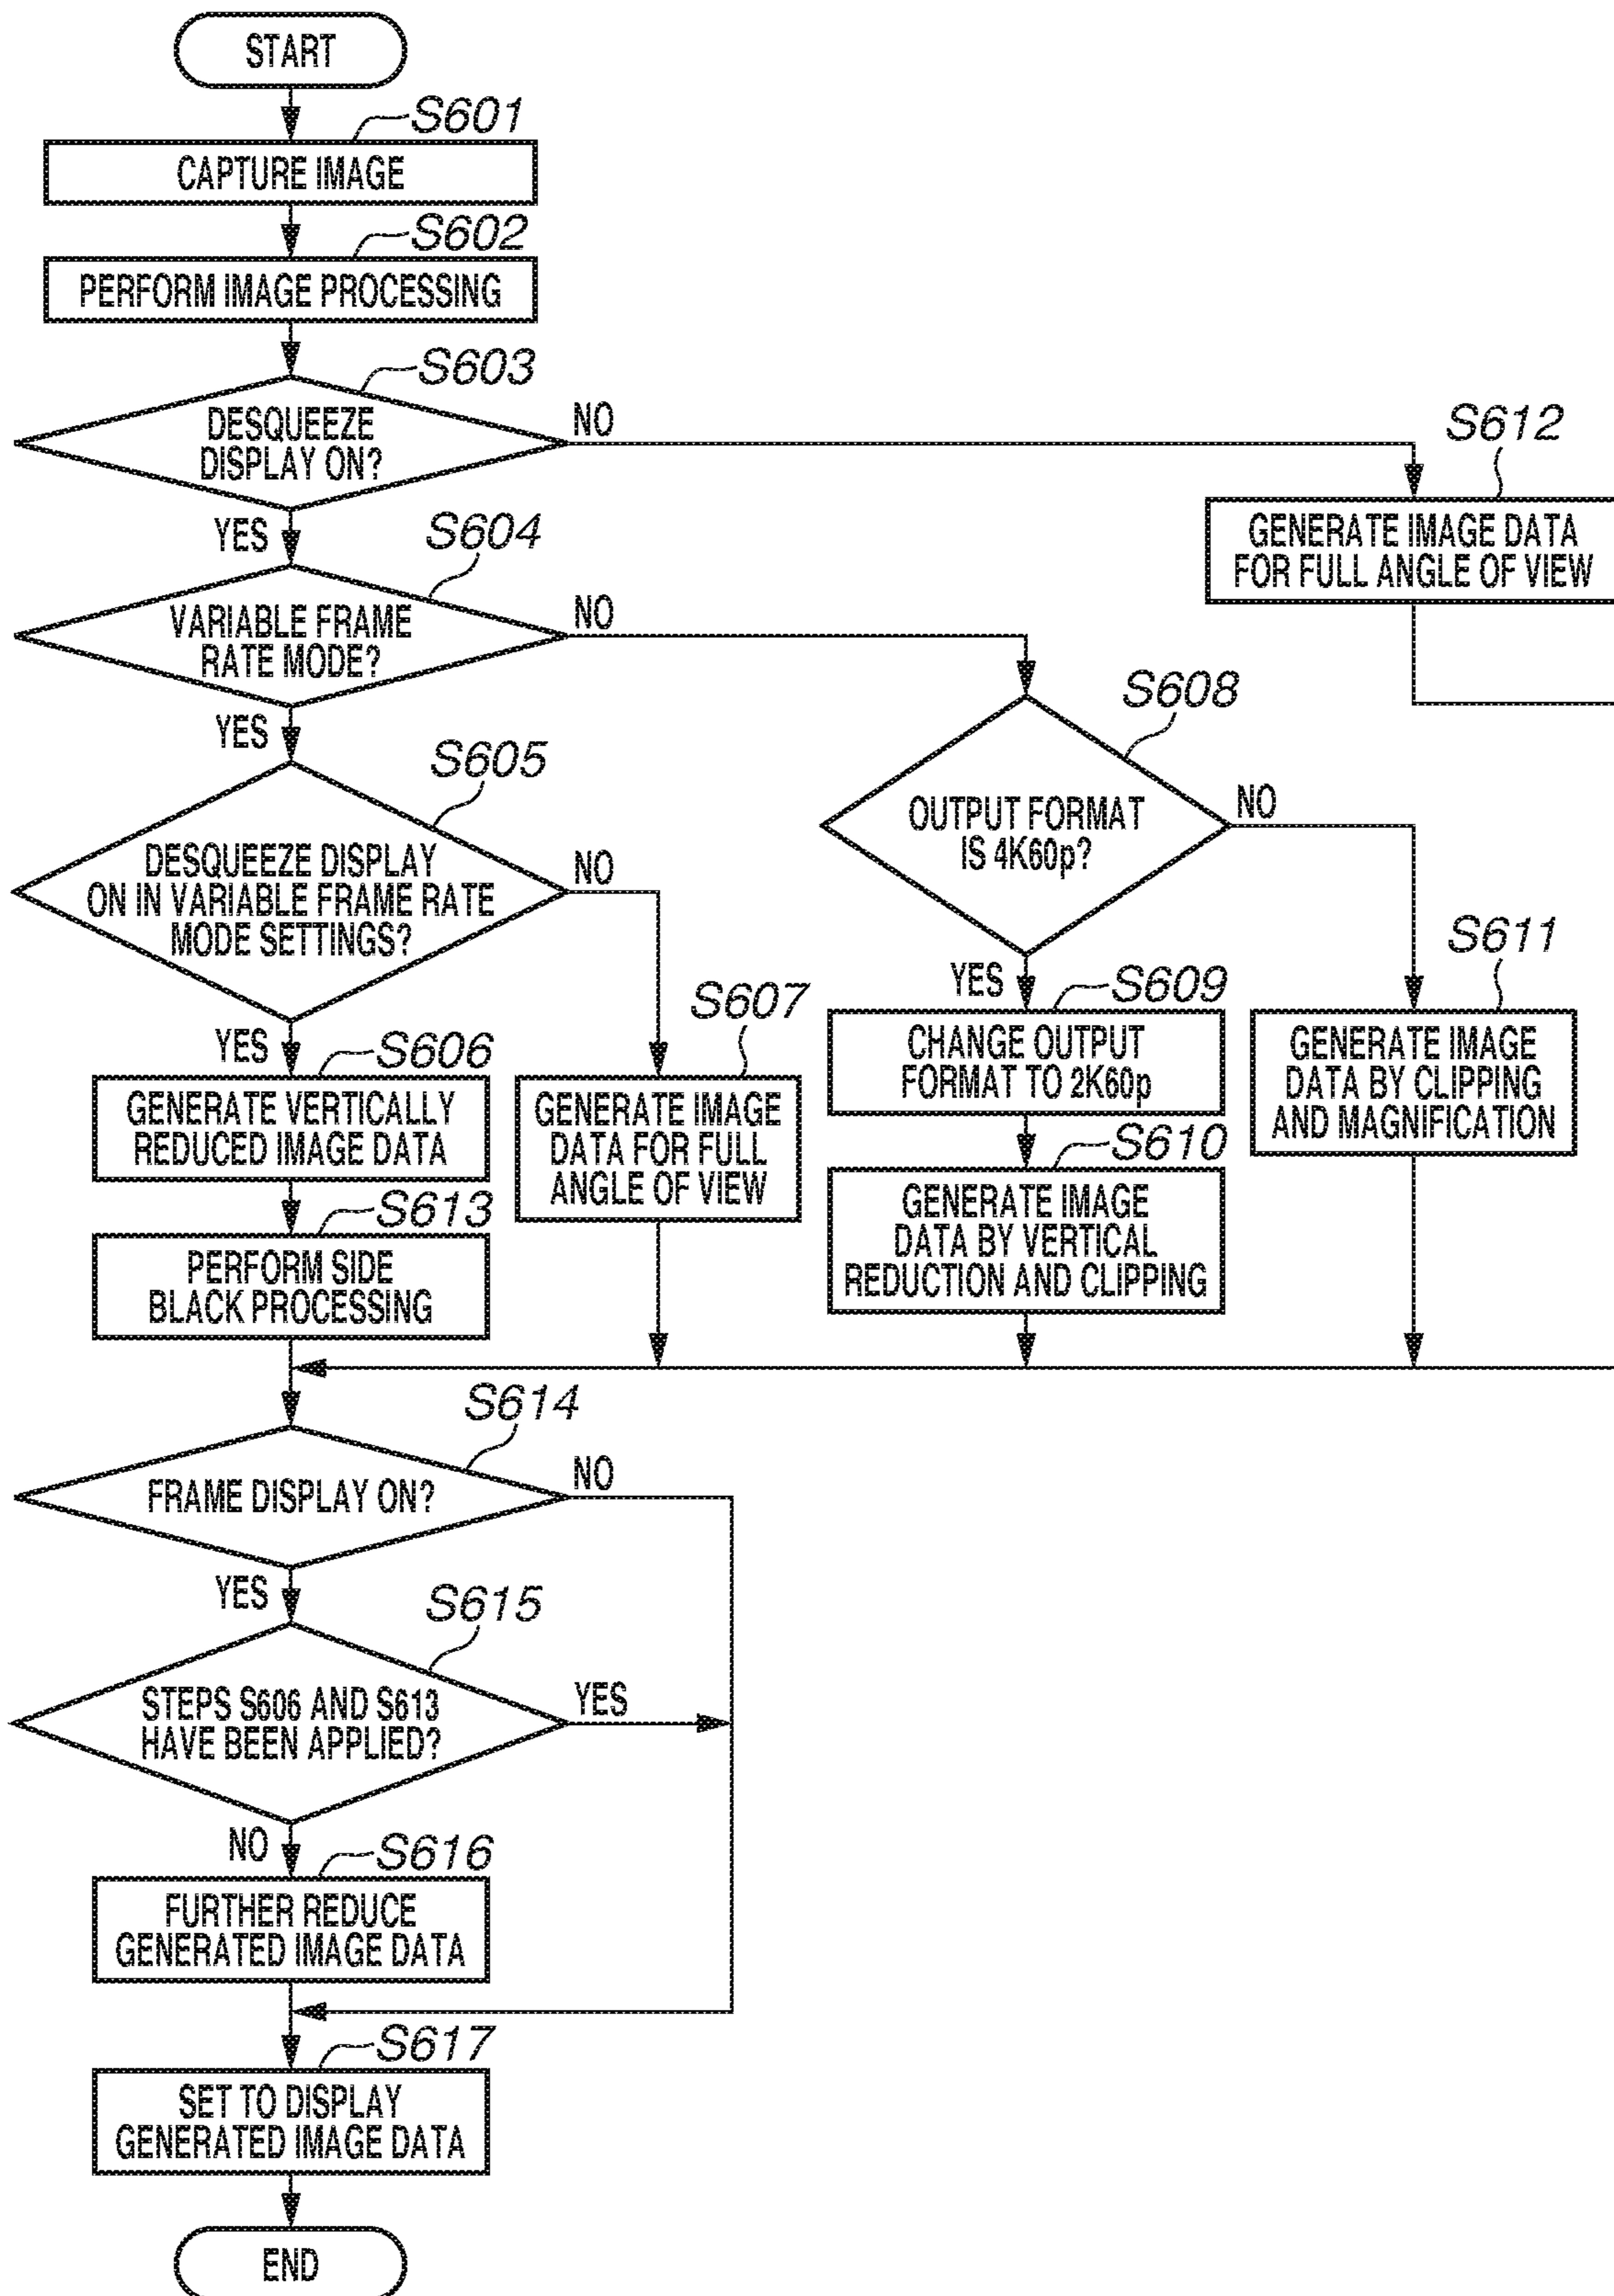 START
S601
CAPTURE IMAGE
S602
PERFORM IMAGE PROCESSING
S603
DESQUEEZE
DISPLAY ON?
NO
YES
S612
GENERATE IMAGE DATA
FOR FULL ANGLE OF VIEW
S604
VARIABLE FRAME
RATE MODE?
NO
YES
S608
OUTPUT FORMAT
IS 4K60p?
NO
YES
S605
DESQUEEZE DISPLAY
ON IN VARIABLE FRAME RATE
MODE SETTINGS?
NO
YES
S606
GENERATE VERTICALLY
REDUCED IMAGE DATA
S613
PERFORM SIDE
BLACK PROCESSING
S607
GENERATE IMAGE
DATA FOR FULL
ANGLE OF VIEW
S609
CHANGE OUTPUT
FORMAT TO 2K60p
S610
GENERATE IMAGE
DATA BY VERTICAL
REDUCTION AND CLIPPING
S611
GENERATE IMAGE
DATA BY CLIPPING
AND MAGNIFICATION
S614
FRAME DISPLAY ON?
NO
YES
S615
STEPS S606 AND S613
HAVE BEEN APPLIED?
YES
NO
S616
FURTHER REDUCE
GENERATED IMAGE DATA
S617
SET TO DISPLAY
GENERATED IMAGE DATA
END